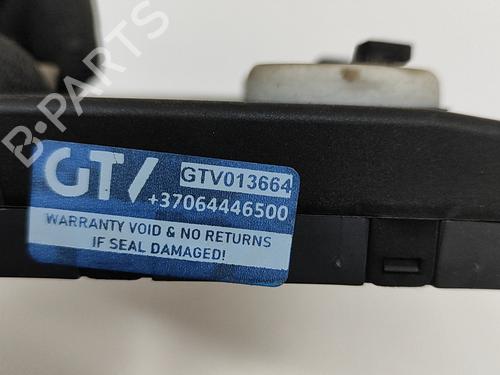 B-PARTS
GTV
GTV013664
+37064446500
WARRANTY VOID & NO RETURNS
IF SEAL DAMAGED!